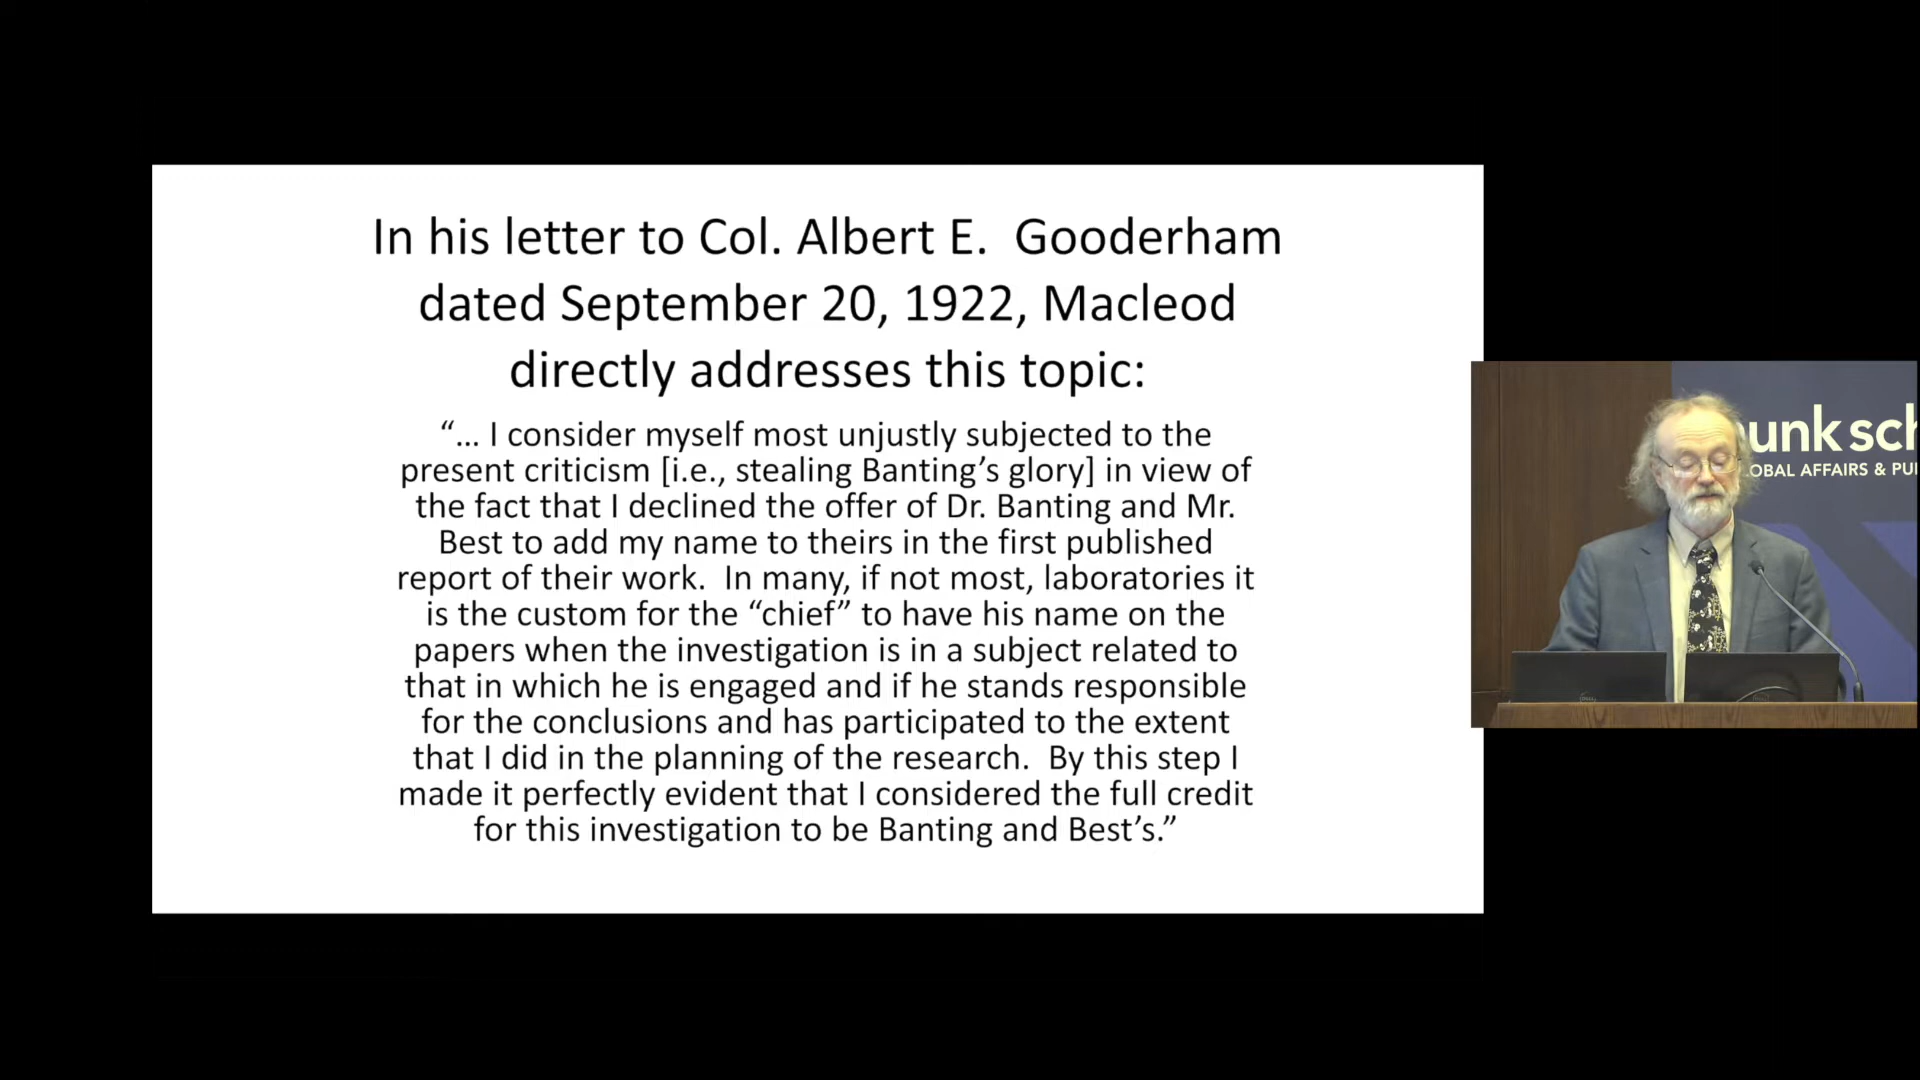 In his letter to Col. Albert E.  Gooderham
dated September 20, 1922, Macleod
directly addresses this topic:
“... I consider myself most unjustly subjected to the
present criticism [i.e., stealing Banting’s glory] in view of
the fact that I declined the offer of Dr. Banting and Mr.
Best to add my name to theirs in the first published
report of their work.  In many, if not most, laboratories it
is the custom for the “chief” to have his name on the
papers when the investigation is in a subject related to
that in which he is engaged and if he stands responsible
for the conclusions and has participated to the extent
that I did in the planning of the research.  By this step I
made it perfectly evident that I considered the full credit
for this investigation to be Banting and Best’s.”
unk sch
OBAL AFFAIRS & PU